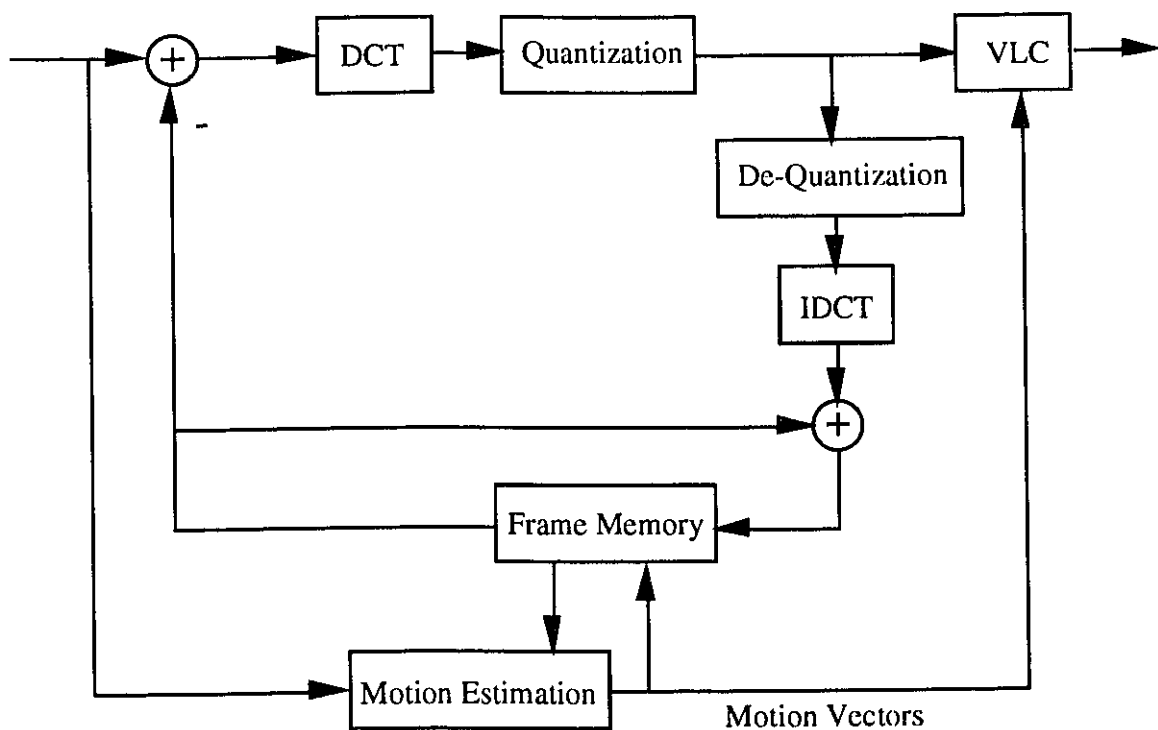 +
DCT
Quantization
VLC
-
De-Quantization
IDCT
+
Frame Memory
Motion Estimation
Motion Vectors